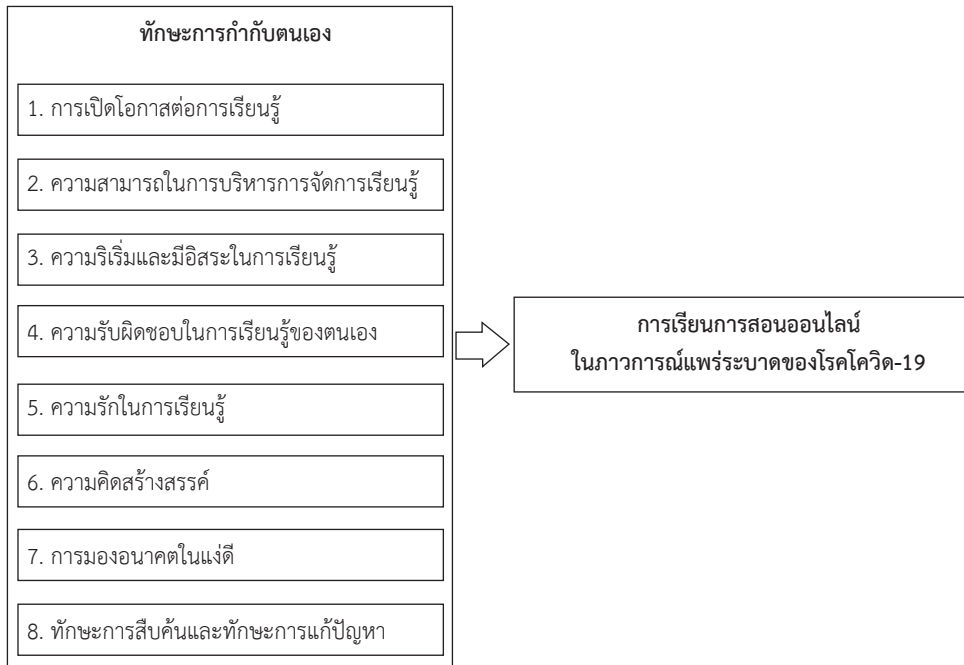 ทักษะการกำกับตนเอง
1. การเปิดโอกาสต่อการเรียนรู้
2. ความสามารถในการบริหารการจัดการเรียนรู้
3. ความริเริ่มและมีอิสระในการเรียนรู้
4. ความรับผิดชอบในการเรียนรู้ของตนเอง
5. ความรักในการเรียนรู้
6. ความคิดสร้างสรรค์
7. การมองอนาคตในแง่ดี
8. ทักษะการสืบค้นและทักษะการแก้ปัญหา
การเรียนการสอนออนไลน์
ในภาวการณ์แพร่ระบาดของโรคโควิด-19